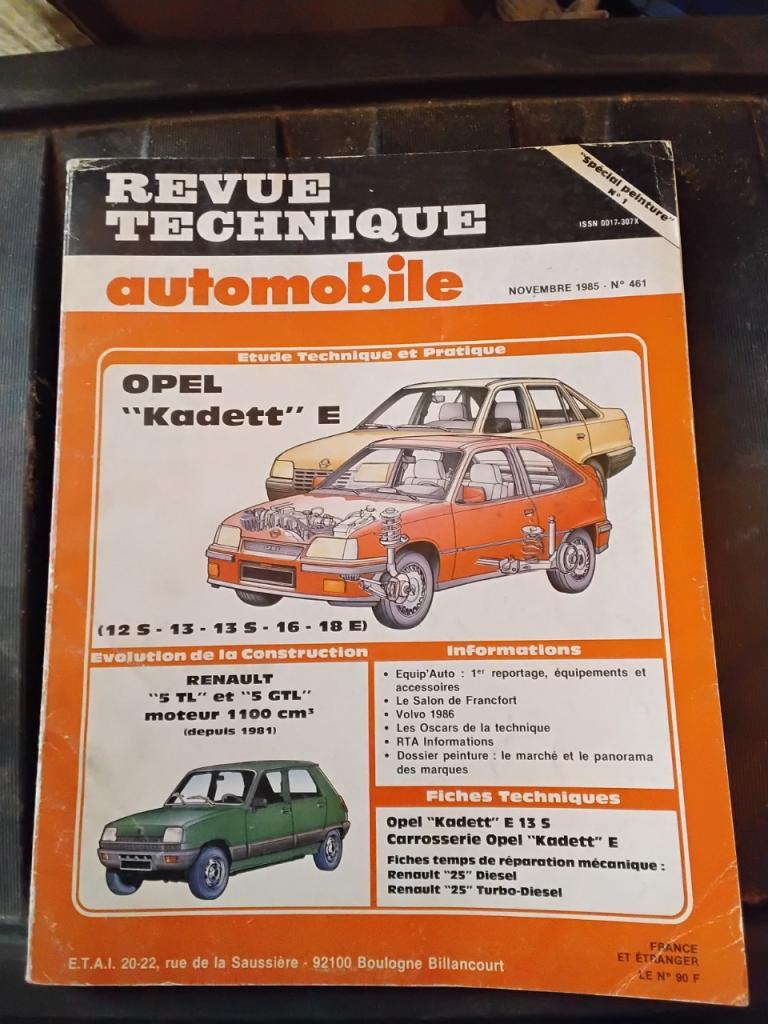 REVUE
TECHNIQUE
"Spécial peinture"
N° 1
ISSN 0017-307X
automobile
NOVEMBRE 1985 - N° 461
Etude Technique et Pratique
OPEL
"Kadett" E
(12 S - 13 - 13 S - 16 - 18 E)
Evolution de la Construction
RENAULT
"5 TL" et "5 GTL"
moteur 1100 cm³
(depuis 1981)
Informations
• Equip'Auto : 1er reportage, équipements et
accessoires
• Le Salon de Francfort
• Volvo 1986
• Les Oscars de la technique
• RTA Informations
• Dossier peinture : le marché et le panorama
des marques
Fiches Techniques
Opel "Kadett" E 13 S
Carrosserie Opel "Kadett" E
Fiches temps de réparation mécanique :
Renault "25" Diesel
Renault "25" Turbo-Diesel
E.T.A.I. 20-22, rue de la Saussière - 92100 Boulogne Billancourt
FRANCE
ET ÉTRANGER
LE N° 90 F